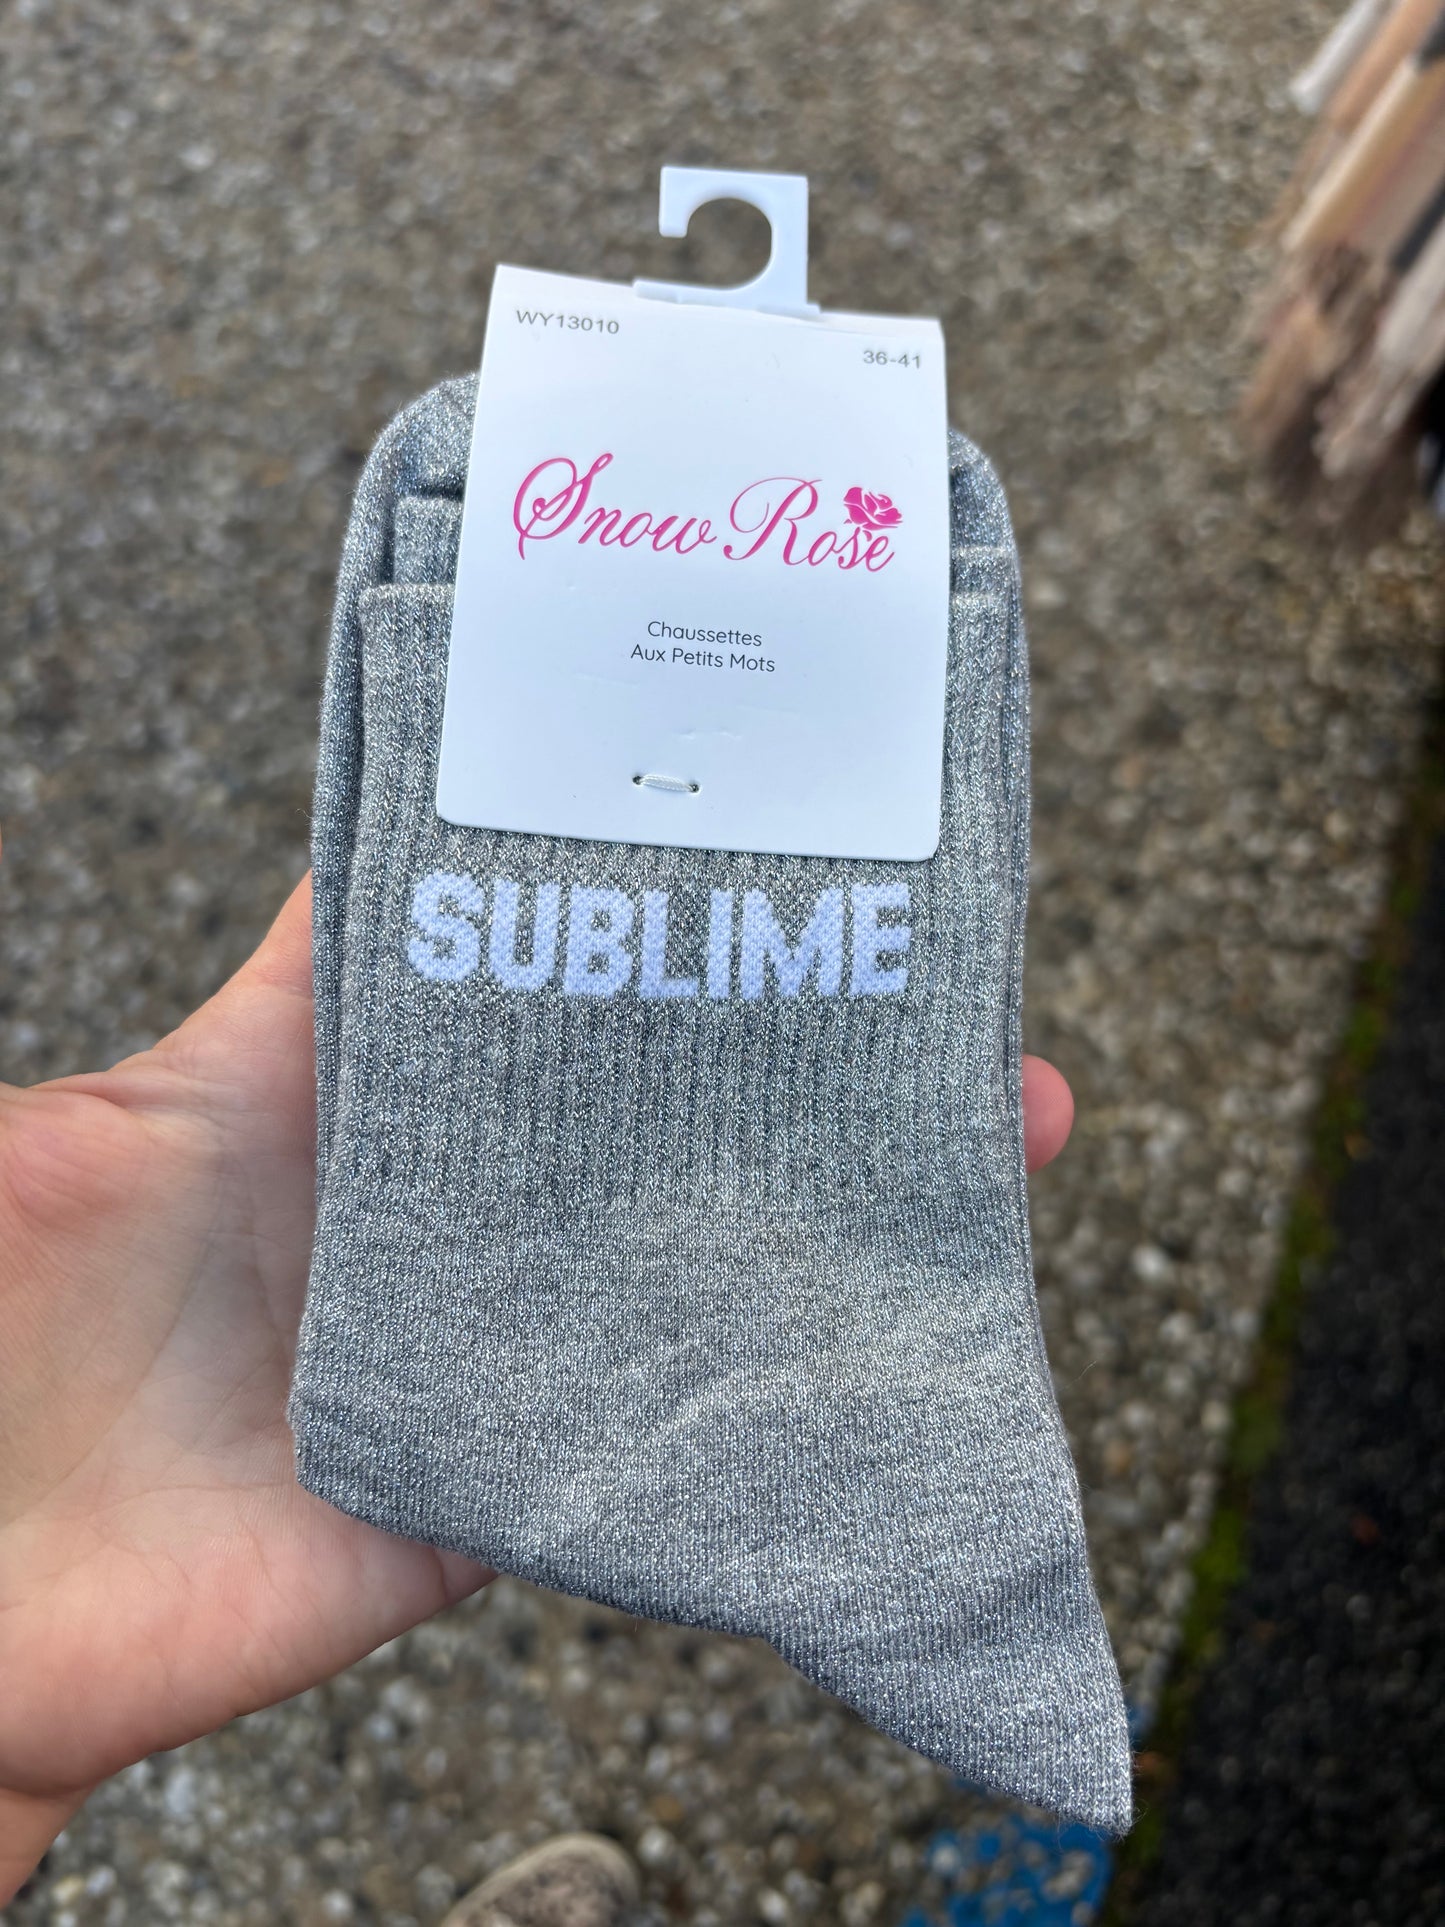 WY13010
36-41
Snow Rose
Chaussettes
Aux Petits Mots
SUBLIME